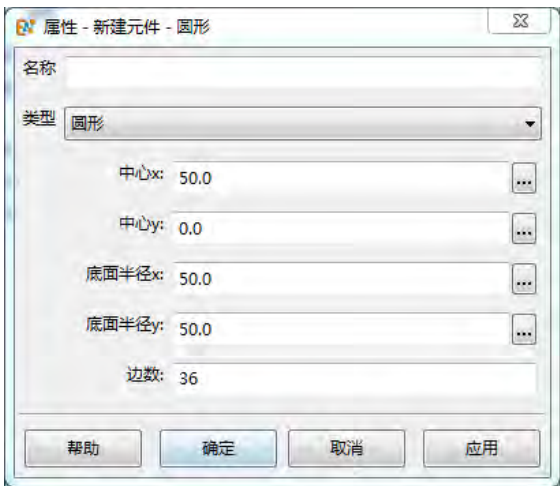 属性 - 新建元件 - 圆形
名称
类型 圆形
中心x: 50.0 ...
中心y: 0.0 ...
底面半径x: 50.0 ...
底面半径y: 50.0 ...
边数: 36
帮助 确定 取消 应用